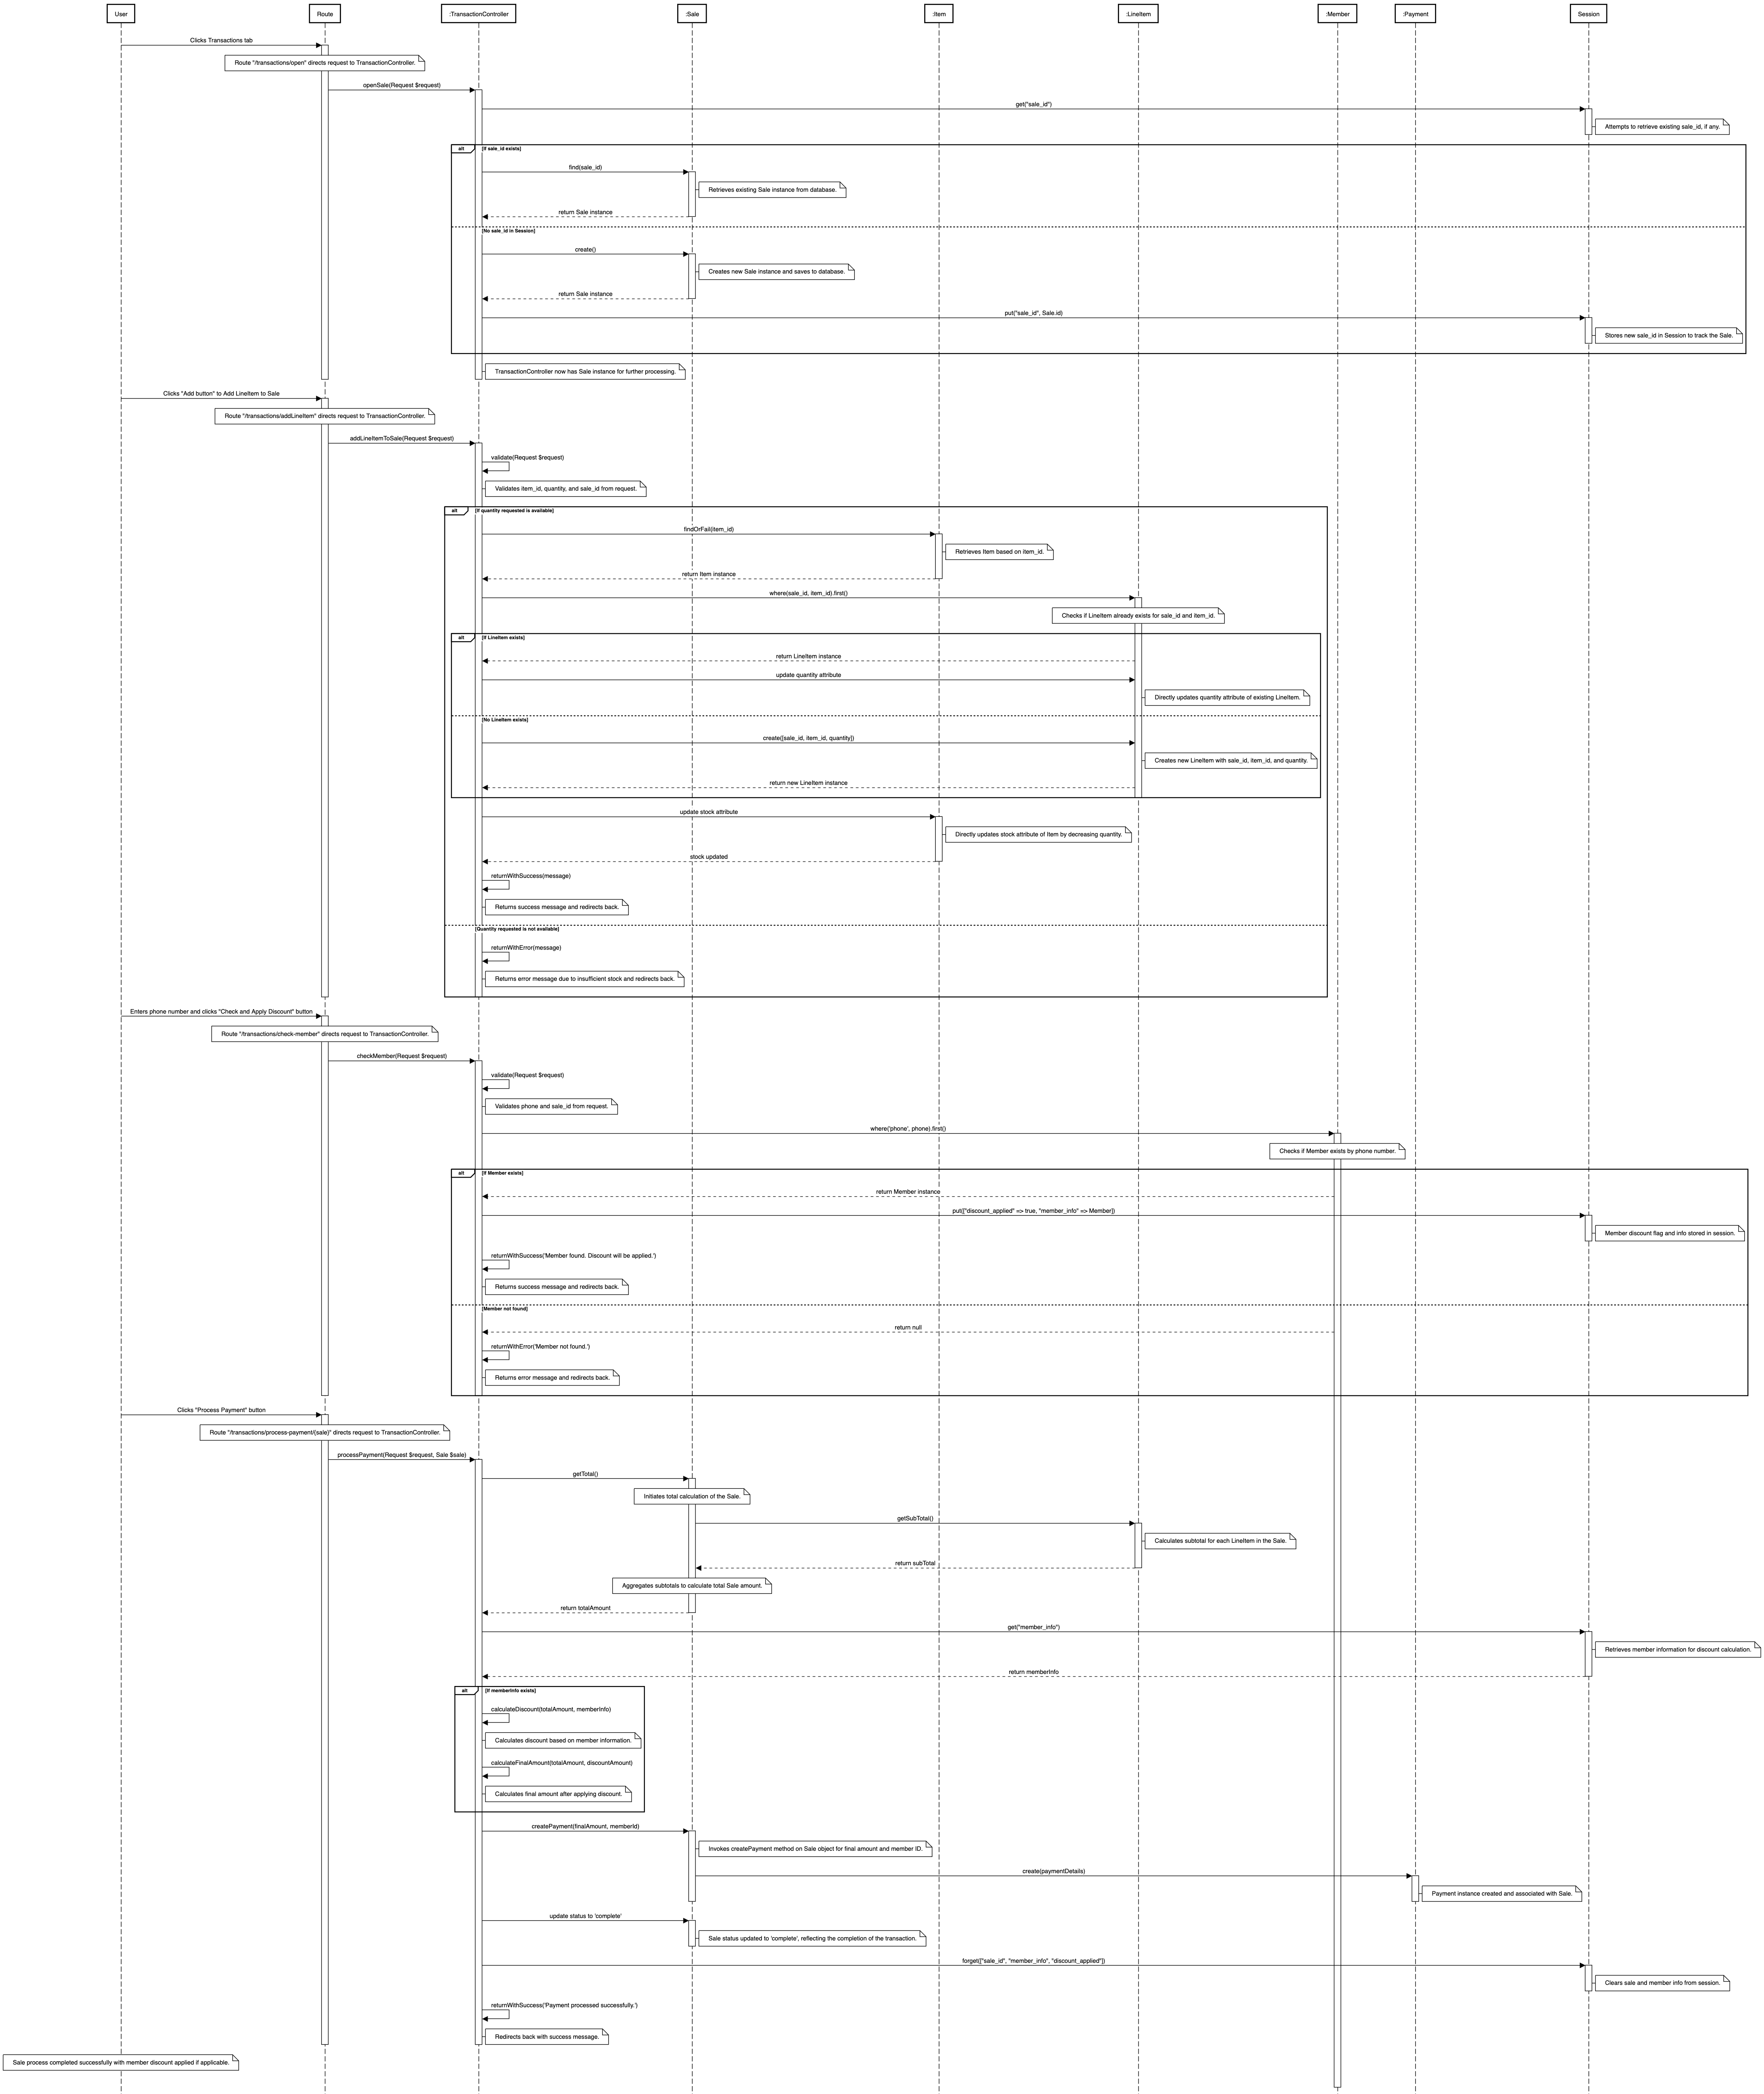 User
Route
:TransactionController
:Sale
:Item
:LineItem
:Member
:Payment
Session
Clicks Transactions tab
Route "/transactions/open" directs request to TransactionController.
openSale(Request $request)
get("sale_id")
Attempts to retrieve existing sale_id, if any.
alt
[If sale_id exists]
find(sale_id)
Retrieves existing Sale instance from database.
return Sale instance
[No sale_id in Session]
create()
Creates new Sale instance and saves to database.
return Sale instance
put("sale_id", Sale.id)
Stores new sale_id in Session to track the Sale.
TransactionController now has Sale instance for further processing.
Clicks "Add button" to Add LineItem to Sale
Route "/transactions/addLineItem" directs request to TransactionController.
addLineItemToSale(Request $request)
validate(Request $request)
Validates item_id, quantity, and sale_id from request.
alt
[If quantity requested is available]
findOrFail(item_id)
Retrieves Item based on item_id.
return Item instance
where(sale_id, item_id).first()
Checks if LineItem already exists for sale_id and item_id.
alt
[If LineItem exists]
return LineItem instance
update quantity attribute
Directly updates quantity attribute of existing LineItem.
[No LineItem exists]
create([sale_id, item_id, quantity])
Creates new LineItem with sale_id, item_id, and quantity.
return new LineItem instance
update stock attribute
Directly updates stock attribute of Item by decreasing quantity.
stock updated
returnWithSuccess(message)
Returns success message and redirects back.
[Quantity requested is not available]
returnWithError(message)
Returns error message due to insufficient stock and redirects back.
Enters phone number and clicks "Check and Apply Discount" button
Route "/transactions/check-member" directs request to TransactionController.
checkMember(Request $request)
validate(Request $request)
Validates phone and sale_id from request.
where('phone', phone).first()
Checks if Member exists by phone number.
alt
[If Member exists]
return Member instance
put(["discount_applied" => true, "member_info" => Member])
Member discount flag and info stored in session.
returnWithSuccess('Member found. Discount will be applied.')
Returns success message and redirects back.
[Member not found]
return null
returnWithError('Member not found.')
Returns error message and redirects back.
Clicks "Process Payment" button
Route "/transactions/process-payment/{sale}" directs request to TransactionController.
processPayment(Request $request, Sale $sale)
getTotal()
Initiates total calculation of the Sale.
getSubTotal()
Calculates subtotal for each LineItem in the Sale.
return subTotal
Aggregates subtotals to calculate total Sale amount.
return totalAmount
get("member_info")
Retrieves member information for discount calculation.
return memberInfo
alt
[If memberInfo exists]
calculateDiscount(totalAmount, memberInfo)
Calculates discount based on member information.
calculateFinalAmount(totalAmount, discountAmount)
Calculates final amount after applying discount.
createPayment(finalAmount, memberId)
Invokes createPayment method on Sale object for final amount and member ID.
create(paymentDetails)
Payment instance created and associated with Sale.
update status to 'complete'
Sale status updated to 'complete', reflecting the completion of the transaction.
forget(["sale_id", "member_info", "discount_applied"])
Clears sale and member info from session.
returnWithSuccess('Payment processed successfully.')
Redirects back with success message.
Sale process completed successfully with member discount applied if applicable.